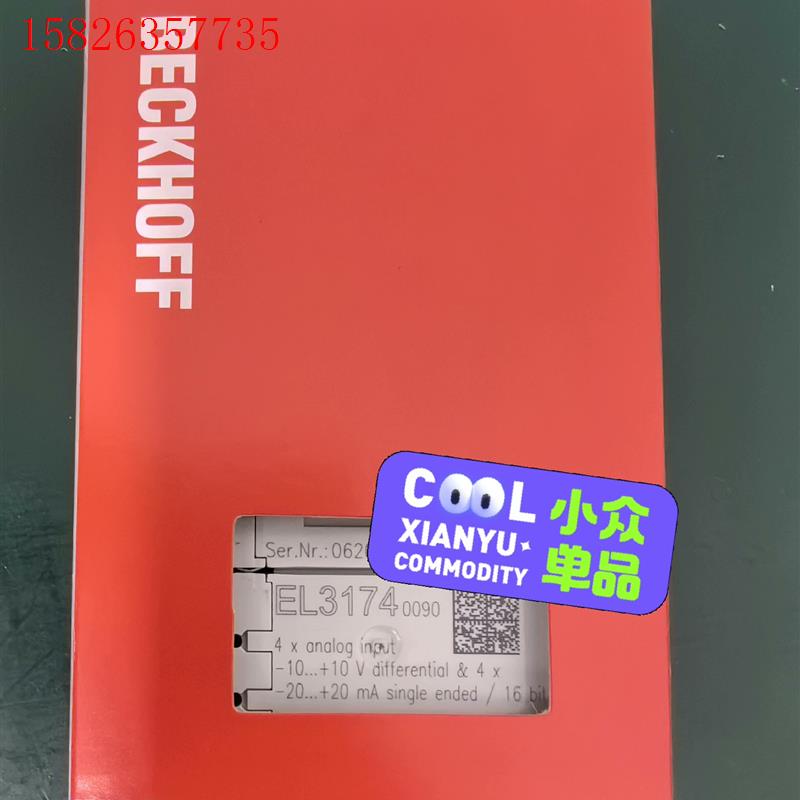 15826357735
BECKHOFF
COOL
XIANYU
COMMODITY
小众
单品
Ser.Nr.:062
EL3174 0090
4 x analog input
-10...+10 V differential & 4 x
-20...+20 mA single ended / 16 bit